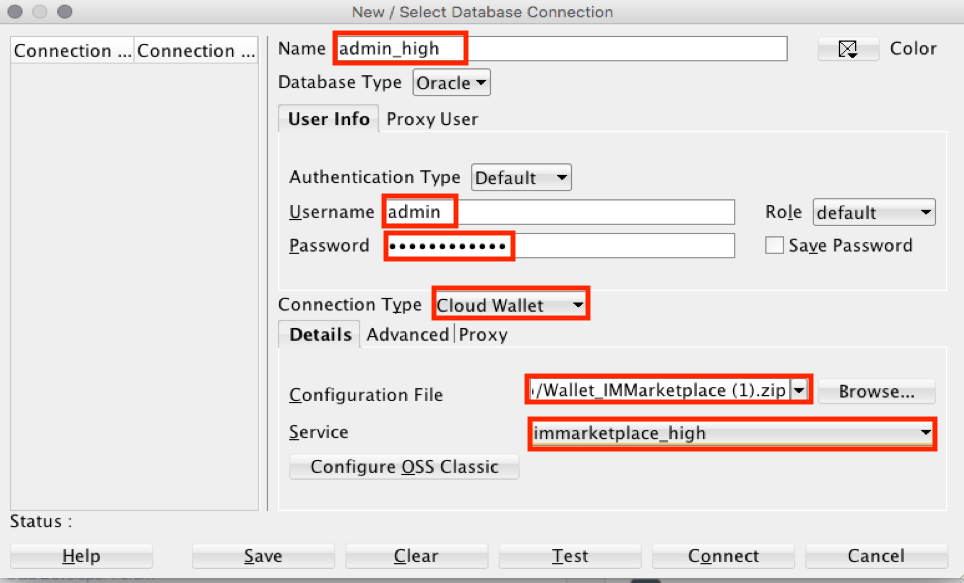 New / Select Database Connection
Connection ... Connection ...
Name admin_high Color
Database Type Oracle
User Info Proxy User
Authentication Type Default
Username admin Role default
Password •••••••••••• Save Password
Connection Type Cloud Wallet
Details Advanced Proxy
Configuration File /Wallet_IMMarketplace (1).zip Browse...
Service immarketplace_high
Configure OSS Classic
Status :
Help Save Clear Test Connect Cancel